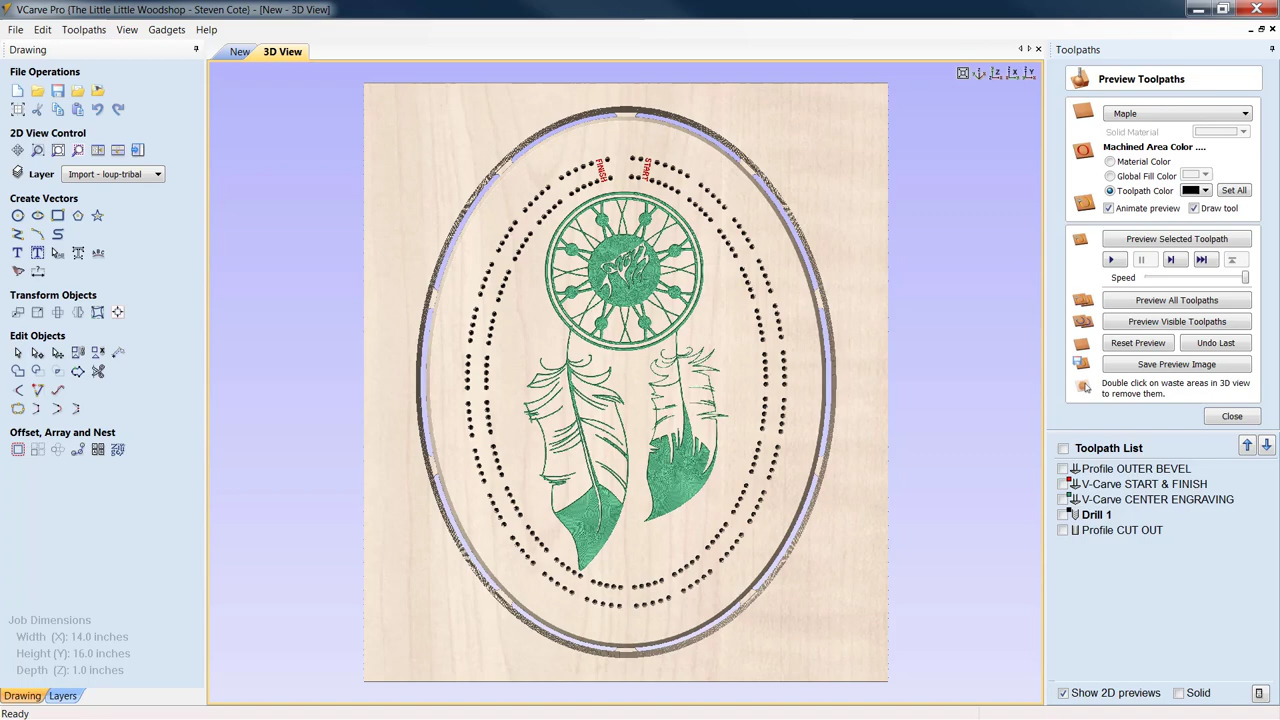 VCarve Pro (The Little Little Woodshop - Steven Cote) - [New - 3D View]
File Edit Toolpaths View Gadgets Help
Drawing
File Operations
2D View Control
Layer Import - loup-tribal
Create Vectors
Transform Objects
Edit Objects
Offset, Array and Nest
Job Dimensions
Width (X): 14.0 inches
Height (Y): 16.0 inches
Depth (Z): 1.0 inches
Drawing Layers
Ready
New 3D View
FINISH START
Toolpaths
Preview Toolpaths
Maple
Solid Material
Machined Area Color ....
Material Color
Global Fill Color
Toolpath Color Set All
Animate preview Draw tool
Preview Selected Toolpath
Speed
Preview All Toolpaths
Preview Visible Toolpaths
Reset Preview Undo Last
Save Preview Image
Double click on waste areas in 3D view
to remove them.
Close
Toolpath List
Profile OUTER BEVEL
V-Carve START & FINISH
V-Carve CENTER ENGRAVING
Drill 1
Profile CUT OUT
Show 2D previews Solid